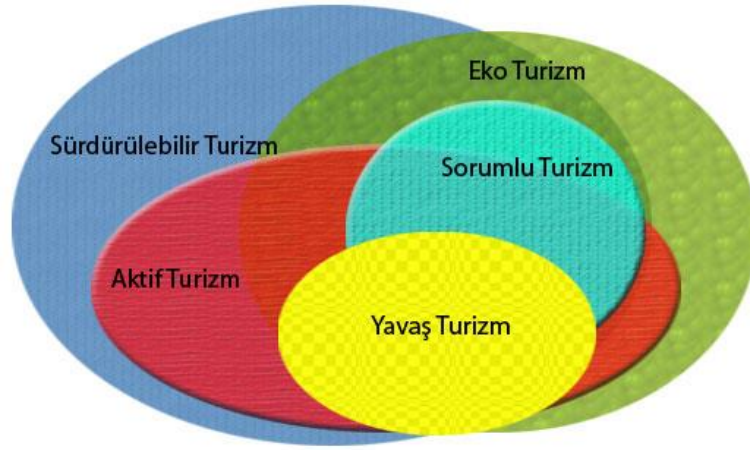 Eko Turizm
Sürdürülebilir Turizm
Sorumlu Turizm
Aktif Turizm
Yavaş Turizm